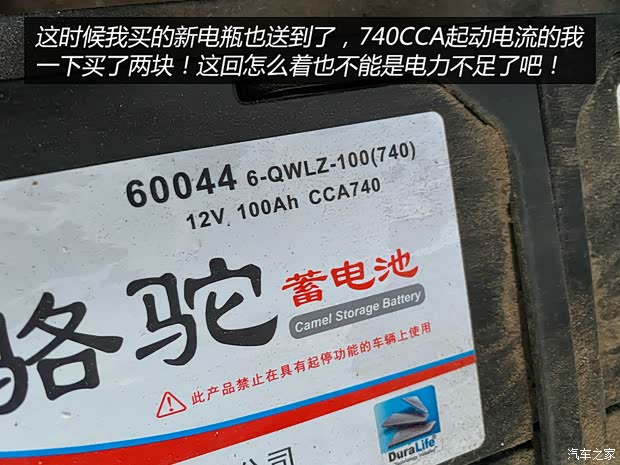 这时候我买的新电瓶也送到了，740CCA起动电流的我
一下买了两块！这回怎么着也不能是电力不足了吧！
60044 6-QWLZ-100(740)
12V 100Ah CCA740
骆驼 蓄电池
Camel Storage Battery
此产品禁止在具有起停功能的车辆上使用
公司
DuraLife
汽车之家